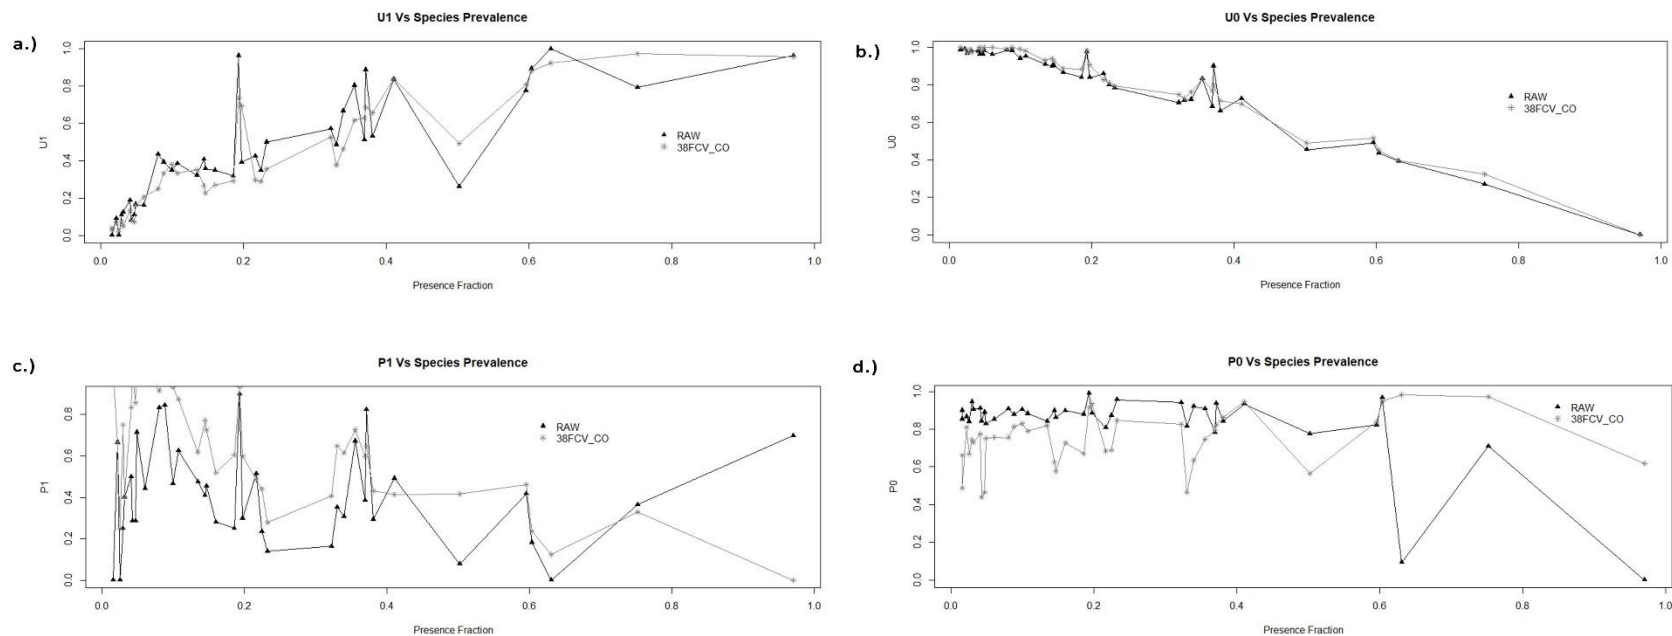 a.)
U1 Vs Species Prevalence
U1
1.0
0.8
0.6
0.4
0.2
0.0
RAW
38FCV_CO
0.0 0.2 0.4 0.6 0.8 1.0
Presence Fraction
b.)
U0 Vs Species Prevalence
U0
1.0
0.8
0.6
0.4
0.2
0.0
RAW
38FCV_CO
0.0 0.2 0.4 0.6 0.8 1.0
Presence Fraction
c.)
P1 Vs Species Prevalence
P1
0.8
0.6
0.4
0.2
0.0
RAW
38FCV_CO
0.0 0.2 0.4 0.6 0.8 1.0
Presence Fraction
d.)
P0 Vs Species Prevalence
P0
1.0
0.8
0.6
0.4
0.2
0.0
RAW
38FCV_CO
0.0 0.2 0.4 0.6 0.8 1.0
Presence Fraction